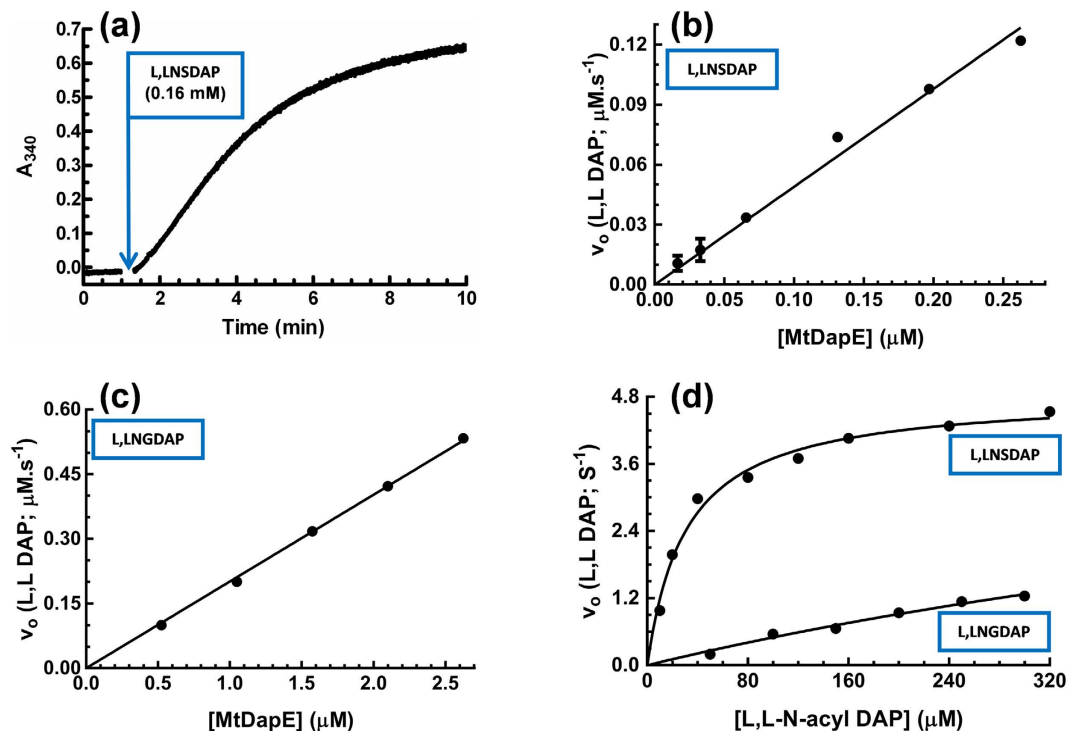 (a)
0.7
0.6
0.5
0.4
0.3
0.2
0.1
0.0
A340
L,LNSDAP
(0.16 mM)
0 2 4 6 8 10
Time (min)
(b)
L,LNSDAP
0.12
0.09
0.06
0.03
0.00
vo (L,L DAP; μM.s-1)
0.00 0.05 0.10 0.15 0.20 0.25
[MtDapE] (μM)
(c)
L,LNGDAP
0.60
0.45
0.30
0.15
0.00
vo (L,L DAP; μM.s-1)
0.0 0.5 1.0 1.5 2.0 2.5
[MtDapE] (μM)
(d)
4.8
3.6
2.4
1.2
0.0
vo (L,L DAP; S-1)
L,LNSDAP
L,LNGDAP
0 80 160 240 320
[L,L-N-acyl DAP] (μM)